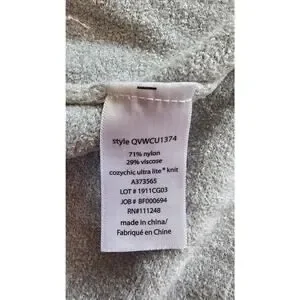 style QVWCU1374
71% nylon
29% viscose
cozychic ultra lite® knit
A373565
LOT # 1911CG03
JOB # BF000694
RN#111248
made in china/
Fabriqué en Chine